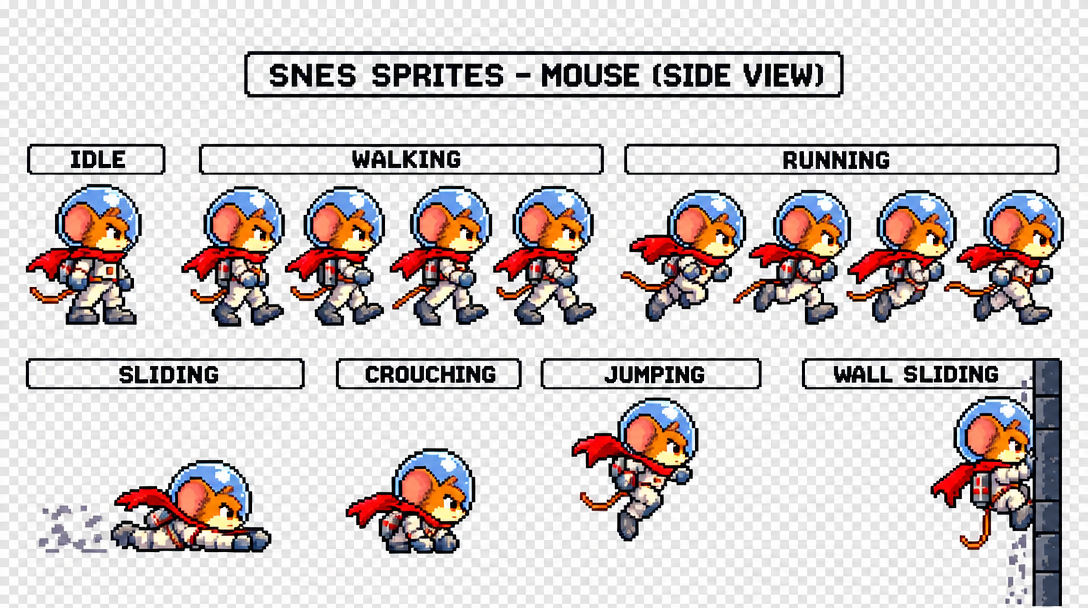 SNES SPRITES - MOUSE (SIDE VIEW)
IDLE
WALKING
RUNNING
SLIDING
CROUCHING
JUMPING
WALL SLIDING